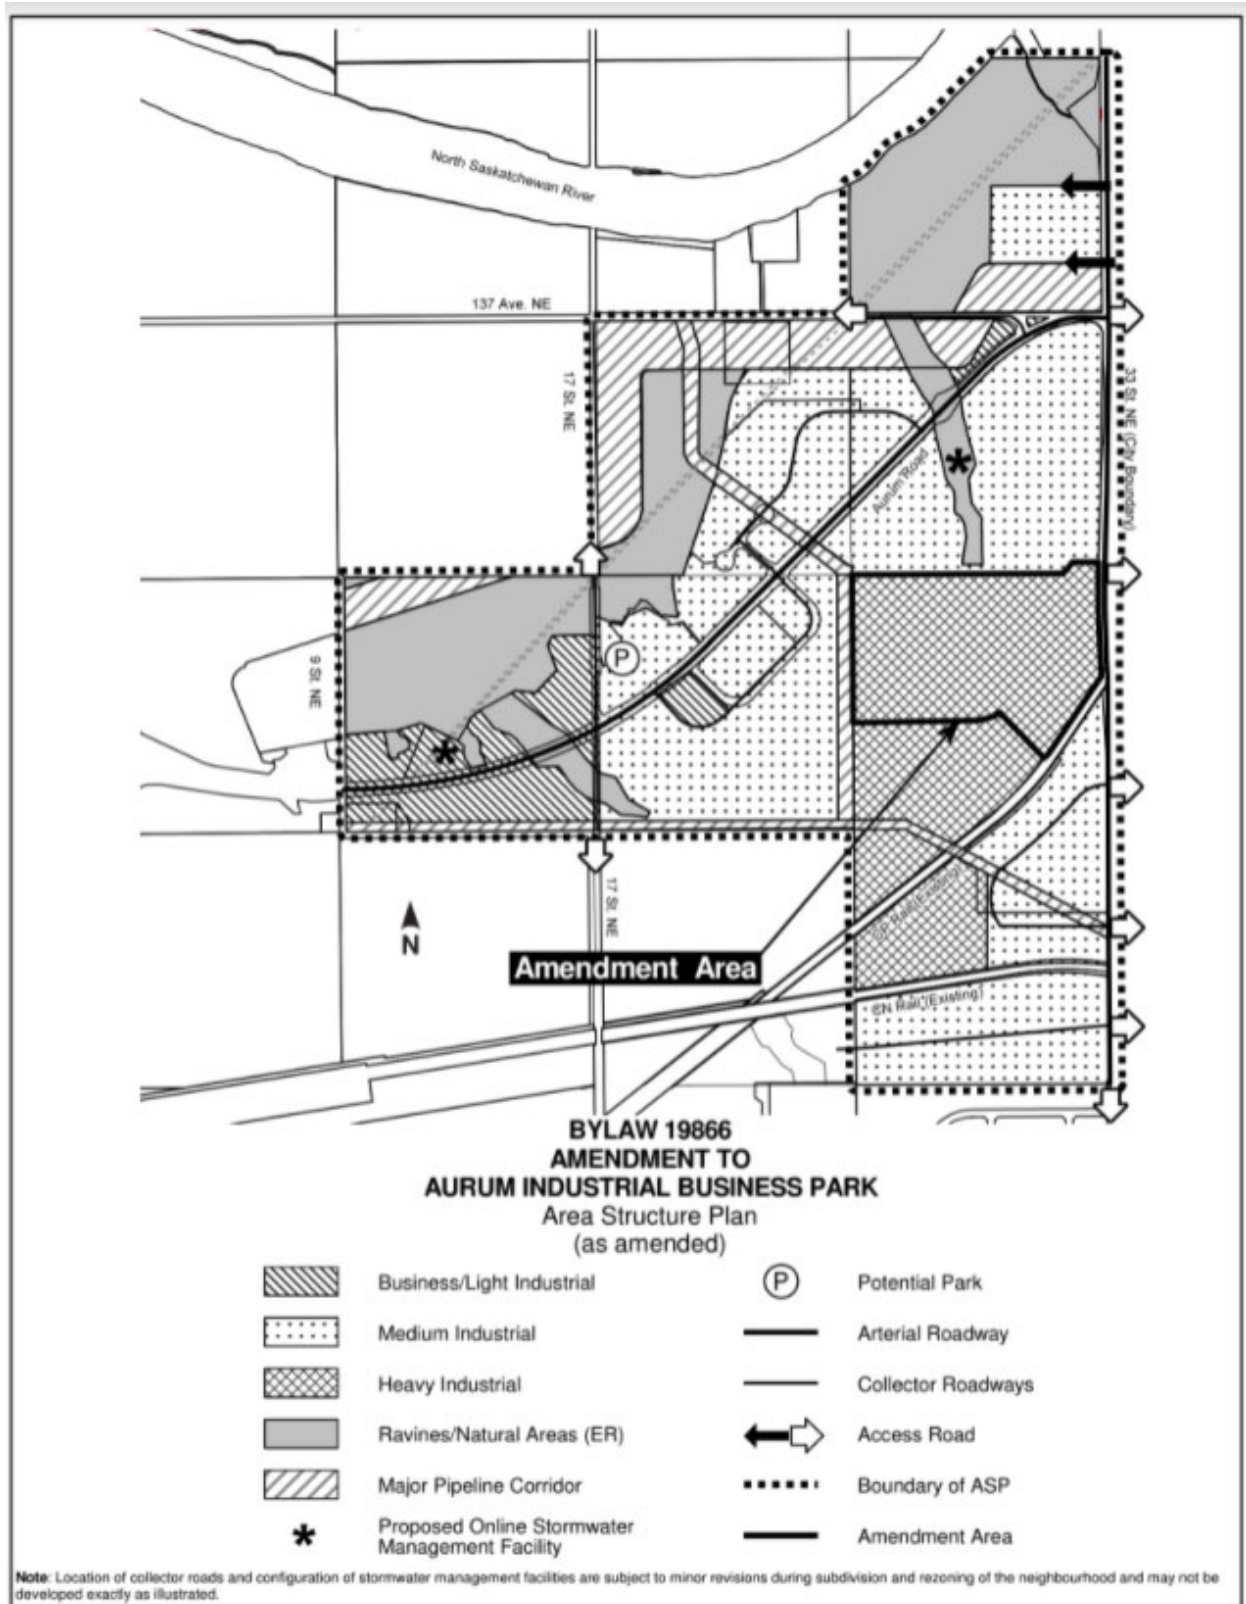 North Saskatchewan River
137 Ave. NE
17 St. NE
33 St. NE (City Boundary)
Aurum Road
P
9 St. NE
17 St. NE
N
CP Rail (Existing)
Amendment Area
CN Rail (Existing)
BYLAW 19866
AMENDMENT TO
AURUM INDUSTRIAL BUSINESS PARK
Area Structure Plan
(as amended)
Business/Light Industrial
Medium Industrial
Heavy Industrial
Ravines/Natural Areas (ER)
Major Pipeline Corridor
Proposed Online Stormwater
Management Facility
P Potential Park
Arterial Roadway
Collector Roadways
Access Road
Boundary of ASP
Amendment Area
Note: Location of collector roads and configuration of stormwater management facilities are subject to minor revisions during subdivision and rezoning of the neighbourhood and may not be
developed exactly as illustrated.